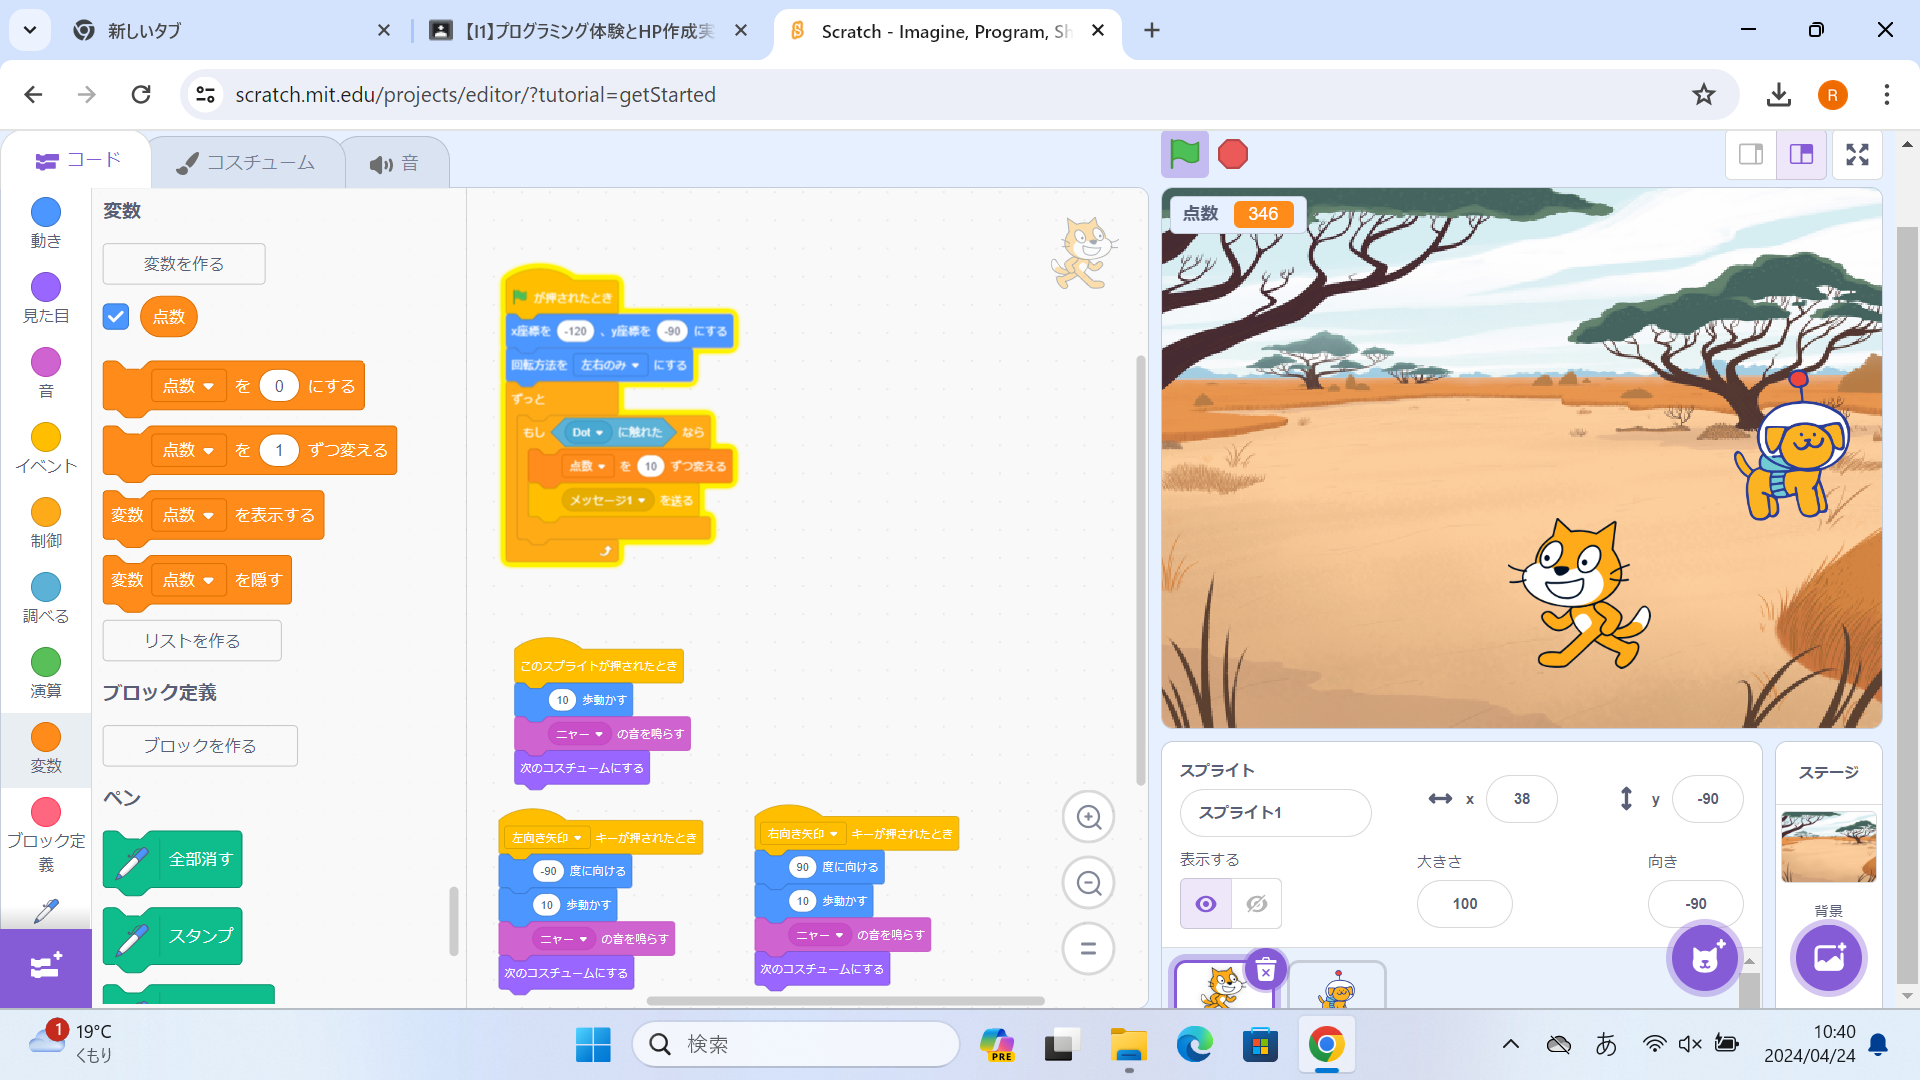 新しいタブ
【I1】プログラミング体験とHP作成実
Scratch - Imagine, Program, Sh
scratch.mit.edu/projects/editor/?tutorial=getStarted
R
コード
コスチューム
音
動き
見た目
音
イベント
制御
調べる
演算
変数
ブロック定
義
変数
変数を作る
点数
点数 を 0 にする
点数 を 1 ずつ変える
変数 点数 を表示する
変数 点数 を隠す
リストを作る
ブロック定義
ブロックを作る
ペン
全部消す
スタンプ
が押されたとき
x座標を -120 、y座標を -90 にする
回転方法を 左右のみ にする
ずっと
もし Dot に触れた なら
点数 を 10 ずつ変える
メッセージ1 を送る
このスプライトが押されたとき
10 歩動かす
ニャー の音を鳴らす
次のコスチュームにする
左向き矢印 キーが押されたとき
-90 度に向ける
10 歩動かす
ニャー の音を鳴らす
次のコスチュームにする
右向き矢印 キーが押されたとき
90 度に向ける
10 歩動かす
ニャー の音を鳴らす
次のコスチュームにする
点数 346
スプライト
スプライト1
x 38
y -90
表示する
大きさ
100
向き
-90
ステージ
背景
1
19°C
くもり
検索
PRE
あ
10:40
2024/04/24